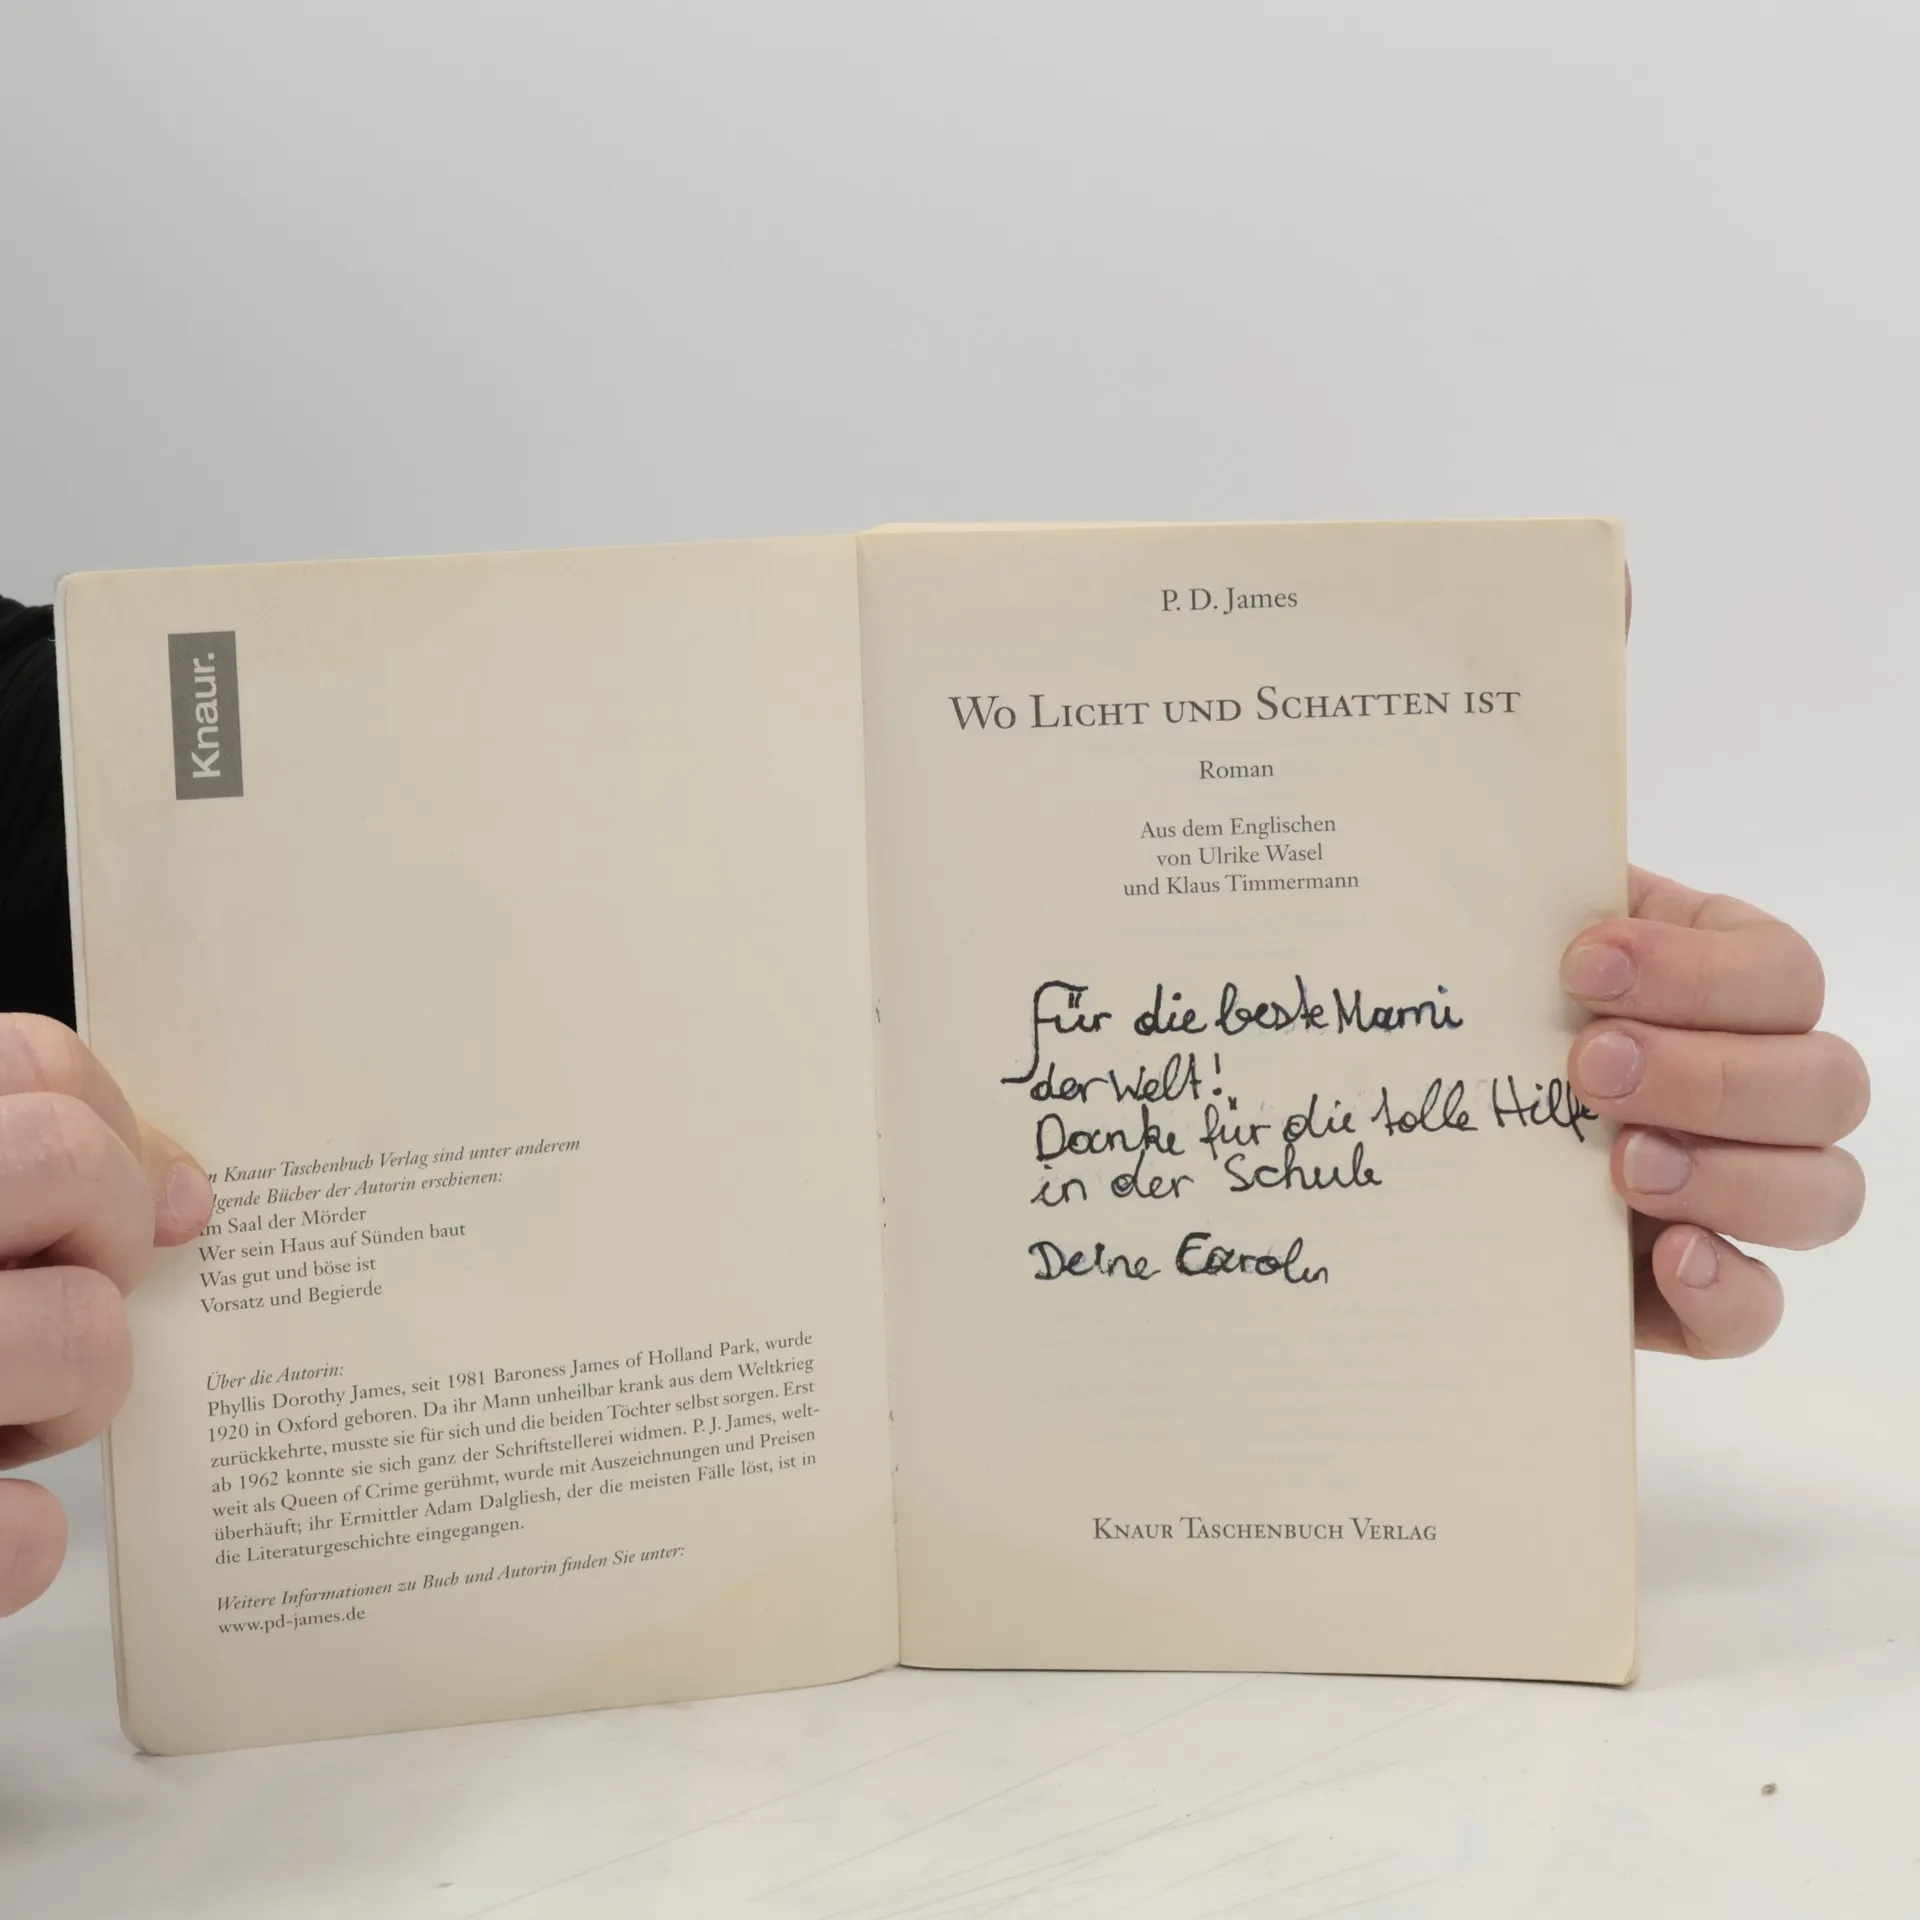 Knaur.
n Knaur Taschenbuch Verlag sind unter anderem
lgende Bücher der Autorin erschienen:
Im Saal der Mörder
Wer sein Haus auf Sünden baut
Was gut und böse ist
Vorsatz und Begierde
Über die Autorin:
Phyllis Dorothy James, seit 1981 Baroness James of Holland Park, wurde
1920 in Oxford geboren. Da ihr Mann unheilbar krank aus dem Weltkrieg
zurückkehrte, musste sie für sich und die beiden Töchter selbst sorgen. Erst
ab 1962 konnte sie sich ganz der Schriftstellerei widmen. P. J. James, welt-
weit als Queen of Crime gerühmt, wurde mit Auszeichnungen und Preisen
überhäuft; ihr Ermittler Adam Dalgliesh, der die meisten Fälle löst, ist in
die Literaturgeschichte eingegangen.
Weitere Informationen zu Buch und Autorin finden Sie unter:
www.pd-james.de
P. D. James
Wo Licht und Schatten ist
Roman
Aus dem Englischen
von Ulrike Wasel
und Klaus Timmermann
Für die beste Mami
der Welt!
Danke für die tolle Hilfe
in der Schule
Deine Carolin
Knaur Taschenbuch Verlag